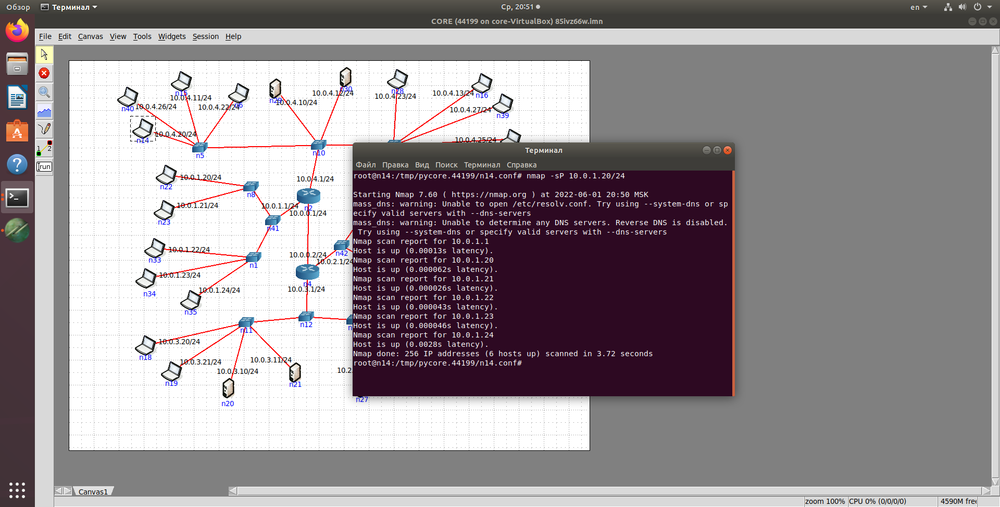 Обзор
Терминал
Ср, 20:51
en
CORE (44199 on core-VirtualBox) 85ivz66w.imn
File Edit Canvas View Tools Widgets Session Help
n15
10.0.4.11/24
n40
10.0.4.26/24
n6
10.0.4.22/24
n29
10.0.4.10/24
n30
10.0.4.12/24
n28
10.0.4.23/24
10.0.4.13/24
n16
10.0.4.27/24
n39
n14
10.0.4.20/24
10.0.4.25/24
n5
n10
1 2
run
n22
10.0.1.20/24
n8
10.0.4.1/24
n2
10.0.1.1/24
10.0.0.1/24
n23
10.0.1.21/24
n41
n33
10.0.1.22/24
n1
10.0.0.2/24
n42
10.0.2.1/24
n34
10.0.1.23/24
n4
10.0.3.1/24
n35
10.0.1.24/24
n11
n12
n18
10.0.3.20/24
n19
10.0.3.21/24
10.0.3.10/24
n20
10.0.3.11/24
n21
n27
Терминал
Файл Правка Вид Поиск Терминал Справка
root@n14:/tmp/pycore.44199/n14.conf# nmap -sP 10.0.1.20/24
Starting Nmap 7.60 ( https://nmap.org ) at 2022-06-01 20:50 MSK
mass_dns: warning: Unable to open /etc/resolv.conf. Try using --system-dns or sp
ecify valid servers with --dns-servers
mass_dns: warning: Unable to determine any DNS servers. Reverse DNS is disabled.
 Try using --system-dns or specify valid servers with --dns-servers
Nmap scan report for 10.0.1.1
Host is up (0.00013s latency).
Nmap scan report for 10.0.1.20
Host is up (0.000062s latency).
Nmap scan report for 10.0.1.21
Host is up (0.000026s latency).
Nmap scan report for 10.0.1.22
Host is up (0.000043s latency).
Nmap scan report for 10.0.1.23
Host is up (0.000046s latency).
Nmap scan report for 10.0.1.24
Host is up (0.0028s latency).
Nmap done: 256 IP addresses (6 hosts up) scanned in 3.72 seconds
root@n14:/tmp/pycore.44199/n14.conf#
Canvas1
zoom 100% CPU 0% (0/0/0/0) 4590M free